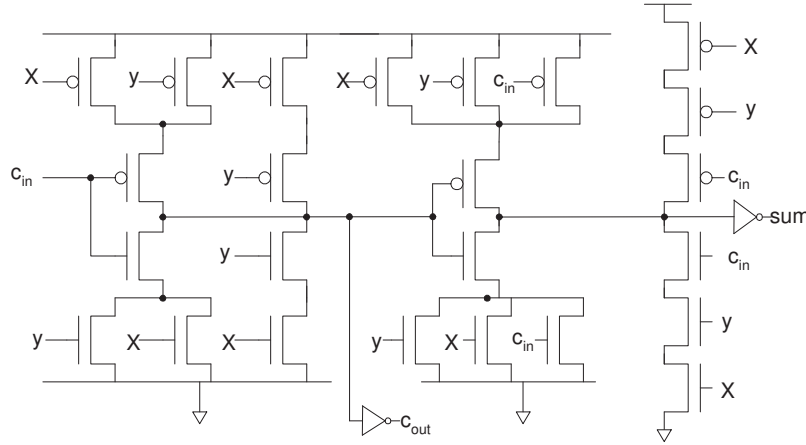 X y X X y c_in X
y
c_in y c_in
sum
y c_in
y X X y X c_in y
X
c_out